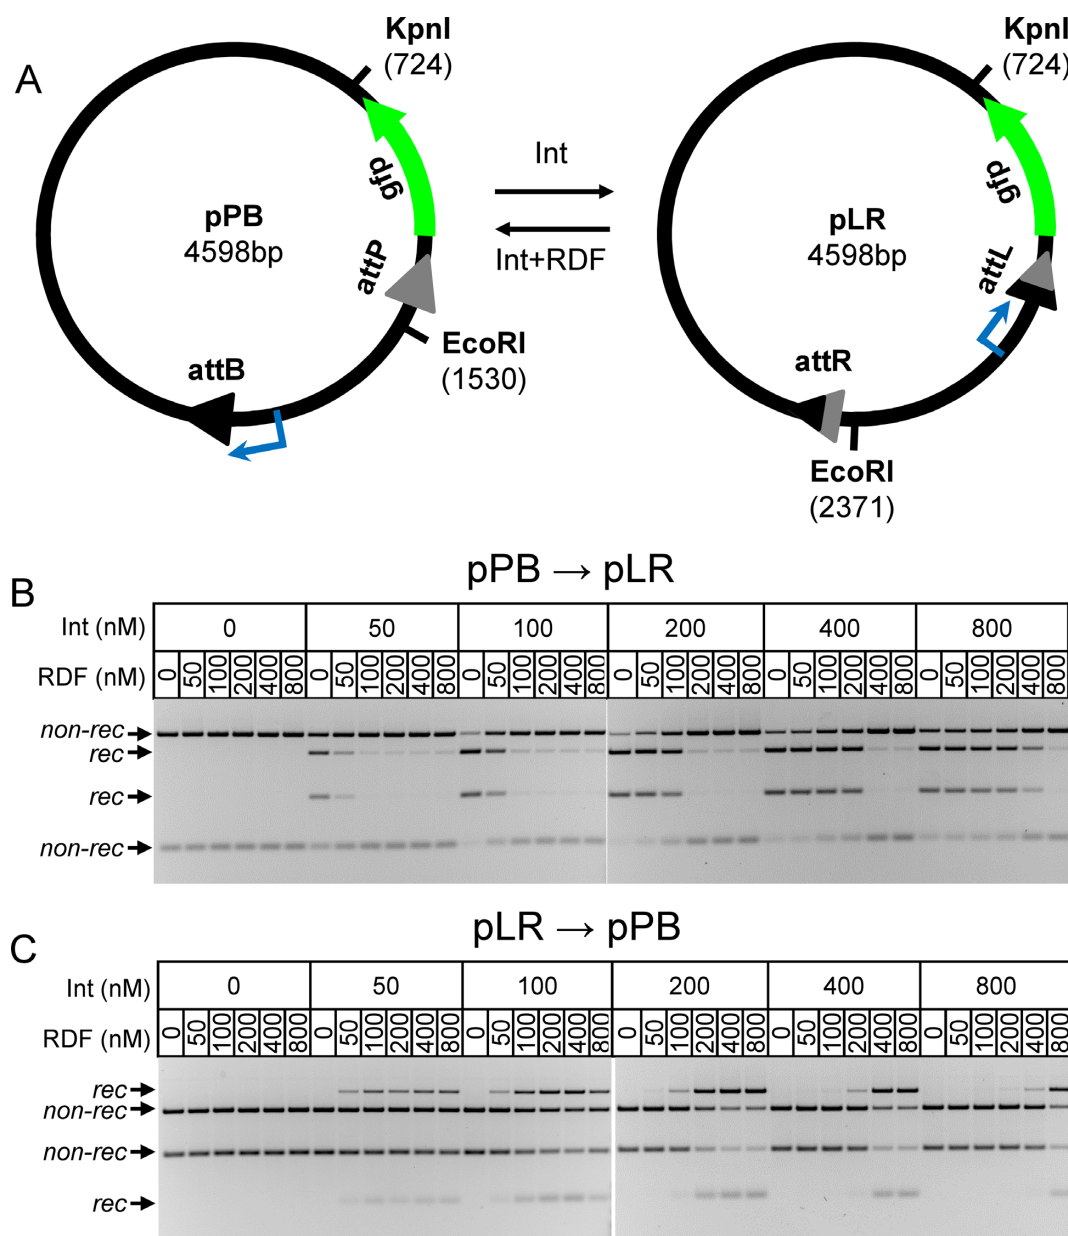 A
KpnI
(724)
gfp
pPB
4598bp
attP
EcoRI
(1530)
attB
Int
Int+RDF
KpnI
(724)
gfp
pLR
4598bp
attL
attR
EcoRI
(2371)
B
pPB → pLR
Int (nM) 0 50 100 200 400 800
RDF (nM) 0 50 100 200 400 800 0 50 100 200 400 800 0 50 100 200 400 800 0 50 100 200 400 800 0 50 100 200 400 800 0 50 100 200 400 800
non-rec
rec
rec
non-rec
C
pLR → pPB
Int (nM) 0 50 100 200 400 800
RDF (nM) 0 50 100 200 400 800 0 50 100 200 400 800 0 50 100 200 400 800 0 50 100 200 400 800 0 50 100 200 400 800 0 50 100 200 400 800
rec
non-rec
non-rec
rec